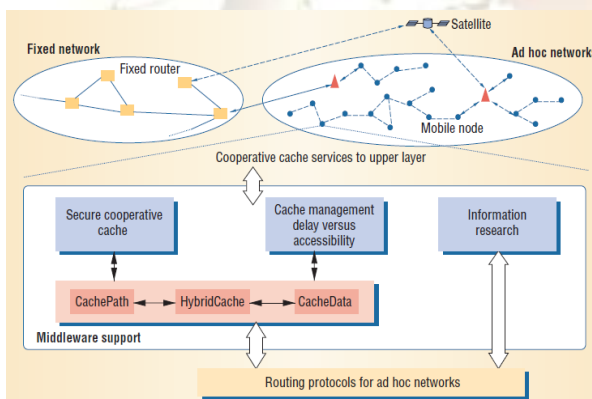 Satellite
Fixed network
Ad hoc network
Fixed router
Mobile node
Cooperative cache services to upper layer
Secure cooperative
cache
Cache management
delay versus
accessibility
Information
research
CachePath
HybridCache
CacheData
Middleware support
Routing protocols for ad hoc networks